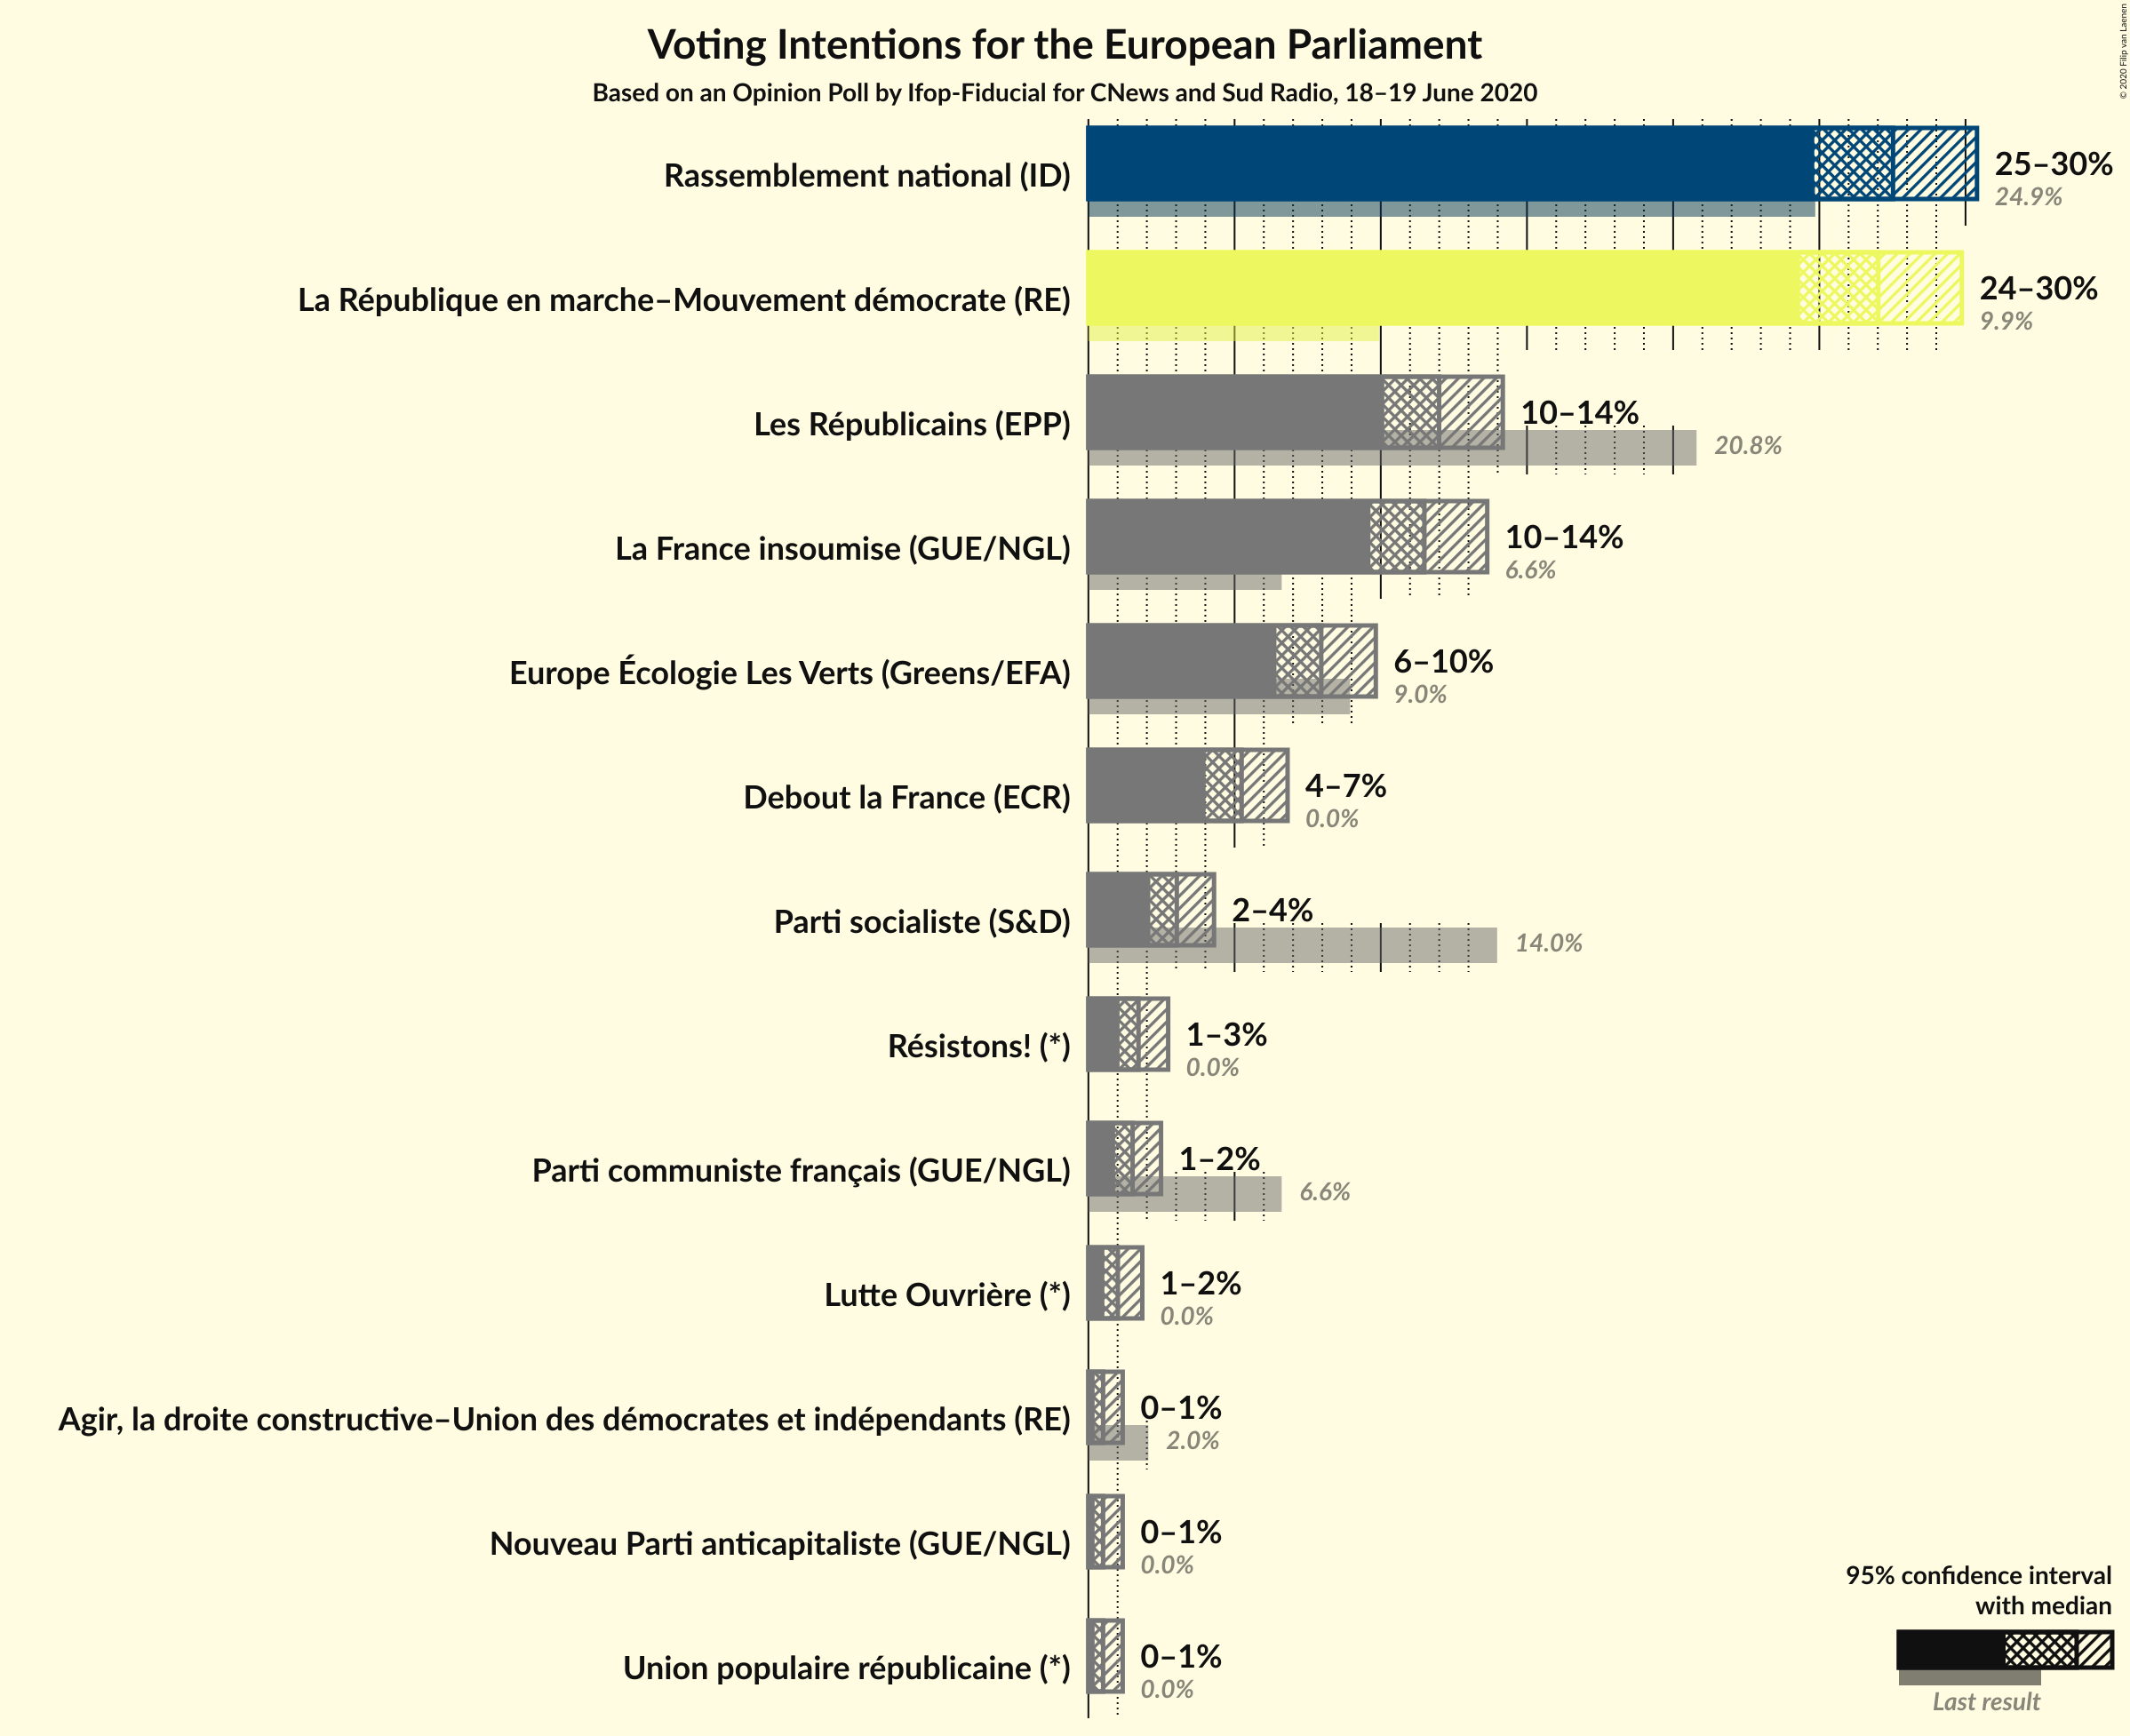 Voting Intentions for the European Parliament
Based on an Opinion Poll by Ifop-Fiducial for CNews and Sud Radio, 18–19 June 2020
© 2020 Filip van Laenen
Rassemblement national (ID)
25–30%
24.9%
La République en marche–Mouvement démocrate (RE)
24–30%
9.9%
Les Républicains (EPP)
10–14%
20.8%
La France insoumise (GUE/NGL)
10–14%
6.6%
Europe Écologie Les Verts (Greens/EFA)
6–10%
9.0%
Debout la France (ECR)
4–7%
0.0%
Parti socialiste (S&D)
2–4%
14.0%
Résistons! (*)
1–3%
0.0%
Parti communiste français (GUE/NGL)
1–2%
6.6%
Lutte Ouvrière (*)
1–2%
0.0%
Agir, la droite constructive–Union des démocrates et indépendants (RE)
0–1%
2.0%
Nouveau Parti anticapitaliste (GUE/NGL)
0–1%
0.0%
Union populaire républicaine (*)
0–1%
0.0%
95% confidence interval
with median
Last result